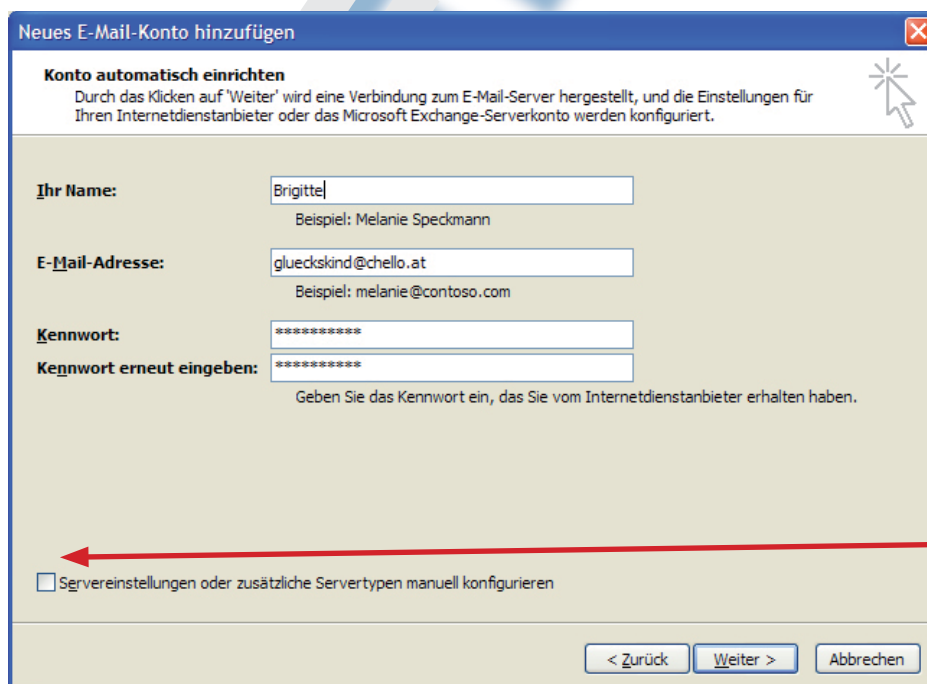 Neues E-Mail-Konto hinzufügen
Konto automatisch einrichten
Durch das Klicken auf 'Weiter' wird eine Verbindung zum E-Mail-Server hergestellt, und die Einstellungen für
Ihren Internetdienstanbieter oder das Microsoft Exchange-Serverkonto werden konfiguriert.
Ihr Name: Brigitte
Beispiel: Melanie Speckmann
E-Mail-Adresse: glueckskind@chello.at
Beispiel: melanie@contoso.com
Kennwort: **********
Kennwort erneut eingeben: **********
Geben Sie das Kennwort ein, das Sie vom Internetdienstanbieter erhalten haben.
Servereinstellungen oder zusätzliche Servertypen manuell konfigurieren
< Zurück Weiter > Abbrechen